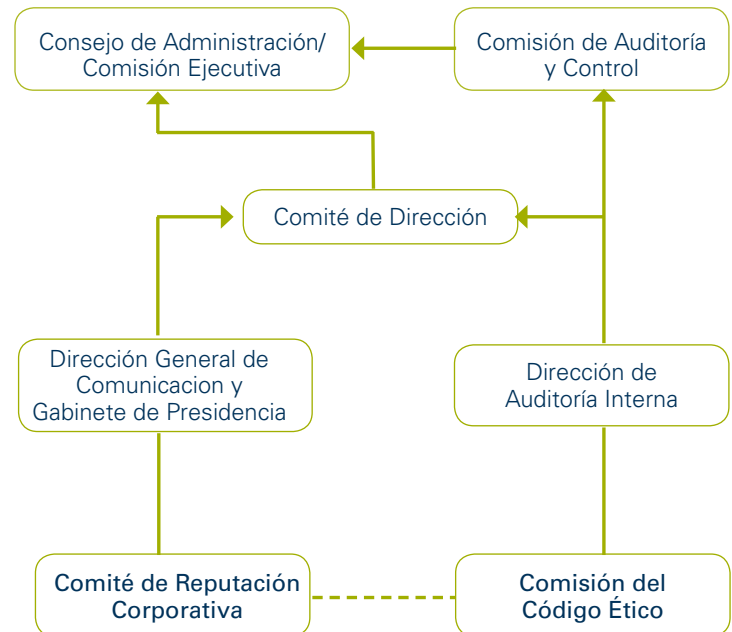 Consejo de Administración/
Comisión Ejecutiva
Comisión de Auditoría
y Control
Comité de Dirección
Dirección General de
Comunicacion y
Gabinete de Presidencia
Dirección de
Auditoría Interna
Comité de Reputación
Corporativa
Comisión del
Código Ético